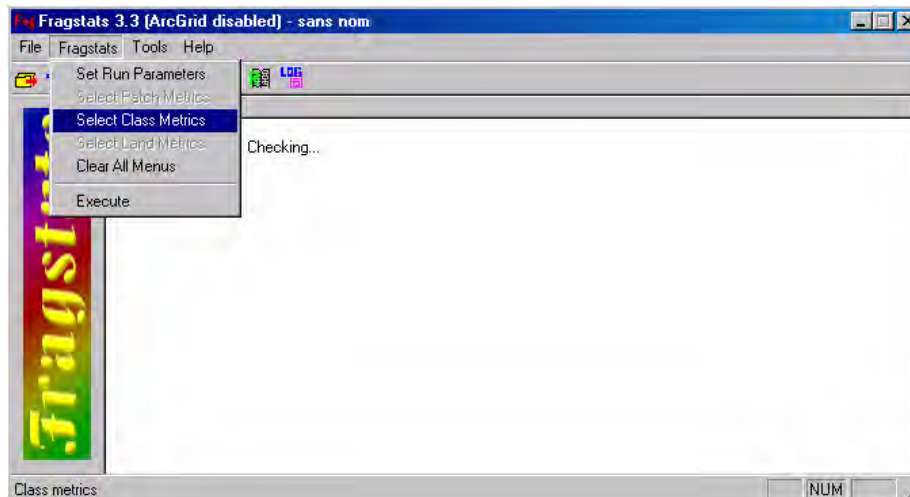 Fragstats 3.3 (ArcGrid disabled) - sans nom
File Fragstats Tools Help
Set Run Parameters
LOG
Select Patch Metrics
Select Class Metrics
Select Land Metrics
Checking...
Clear All Menus
Execute
Fragstats
Class metrics
NUM